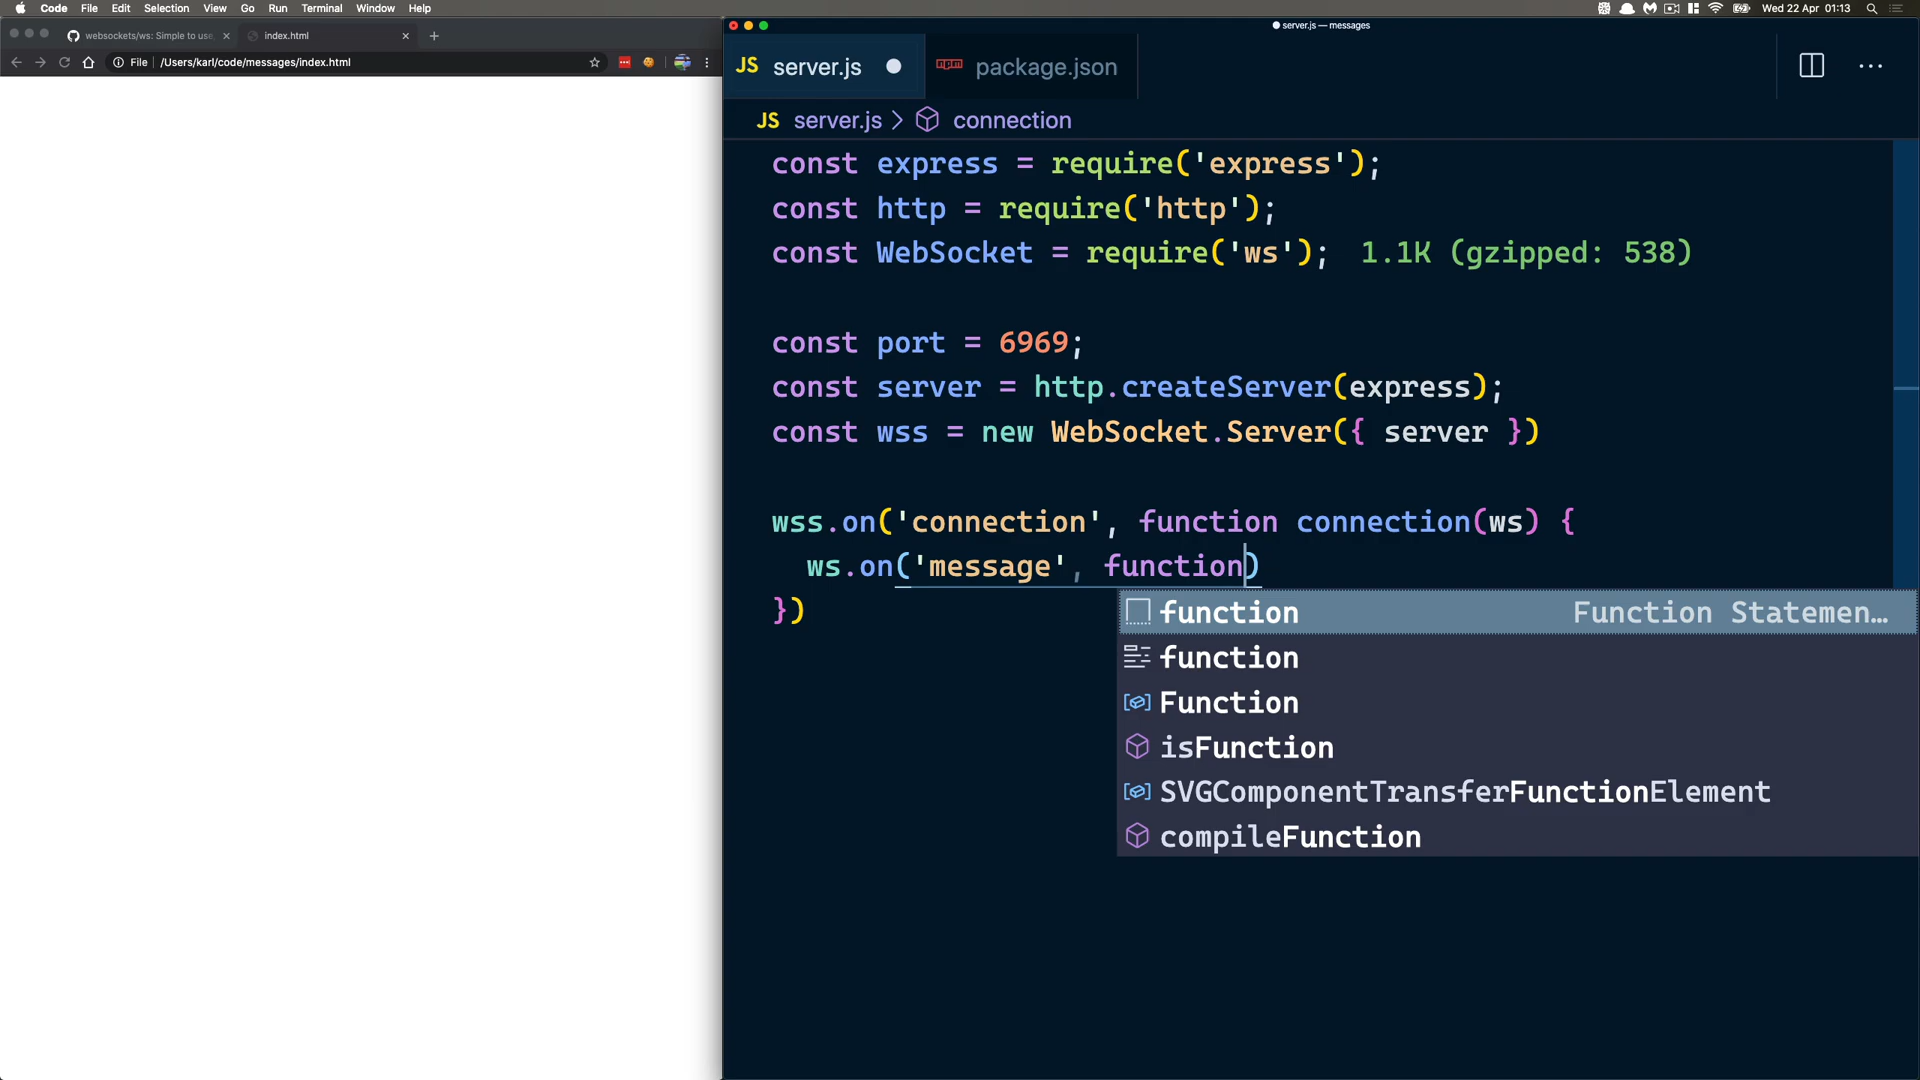 Code File Edit Selection View Go Run Terminal Window Help
Wed 22 Apr 01:13
websockets/ws: Simple to use,
index.html
File /Users/karl/code/messages/index.html
server.js — messages
JS server.js
package.json
JS server.js > connection
const express = require('express');
const http = require('http');
const WebSocket = require('ws'); 1.1K (gzipped: 538)
const port = 6969;
const server = http.createServer(express);
const wss = new WebSocket.Server({ server })
wss.on('connection', function connection(ws) {
ws.on('message', function)
})
function Function Statemen…
function
Function
isFunction
SVGComponentTransferFunctionElement
compileFunction